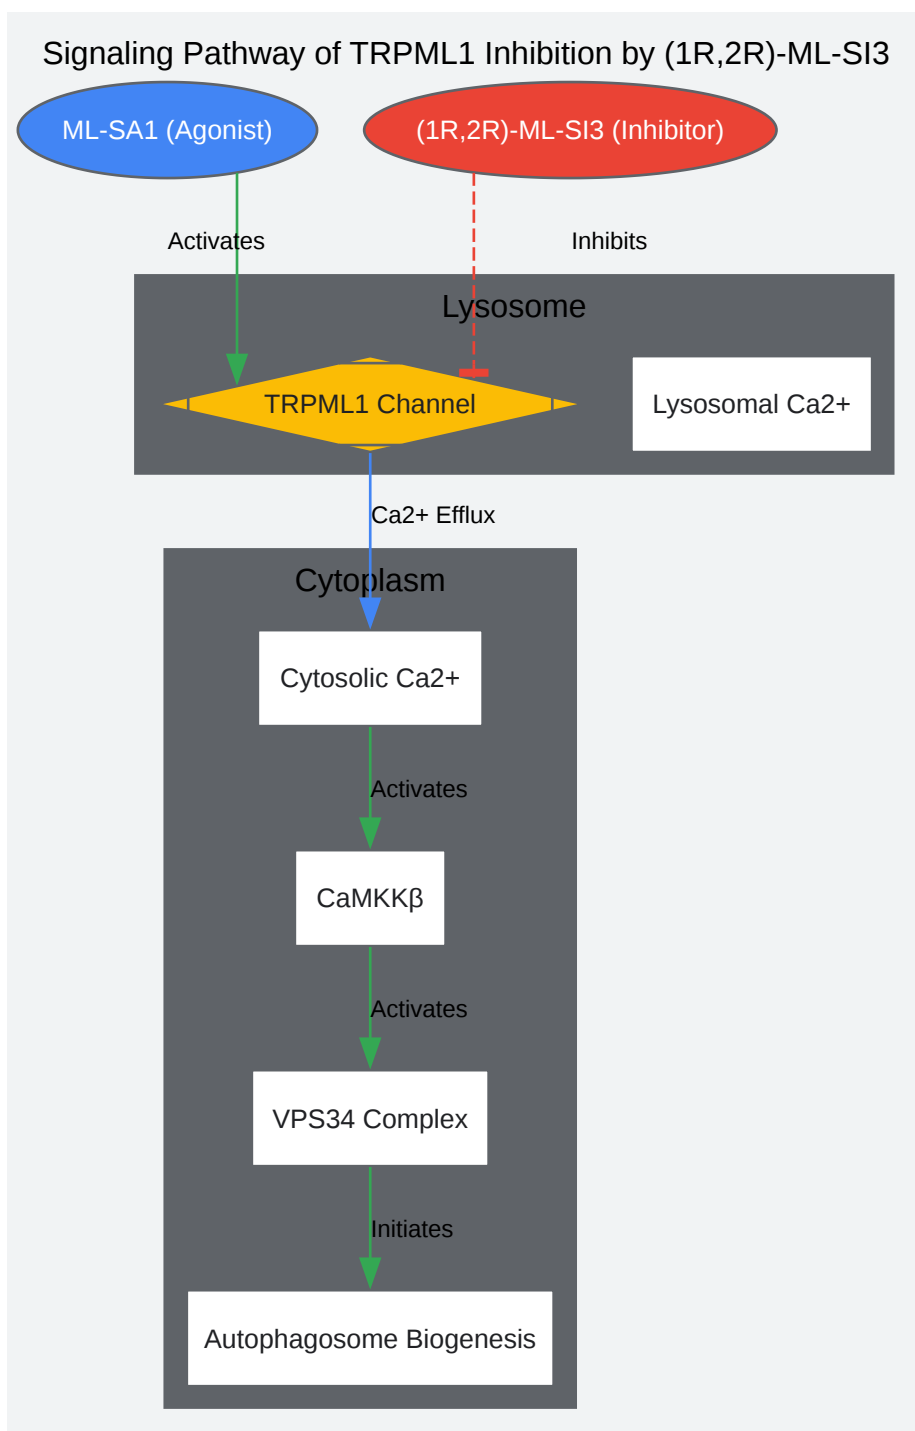 Signaling Pathway of TRPML1 Inhibition by (1R,2R)-ML-SI3
ML-SA1 (Agonist)
(1R,2R)-ML-SI3 (Inhibitor)
Activates
Inhibits
Lysosome
TRPML1 Channel
Lysosomal Ca2+
Ca2+ Efflux
Cytoplasm
Cytosolic Ca2+
Activates
CaMKKβ
Activates
VPS34 Complex
Initiates
Autophagosome Biogenesis